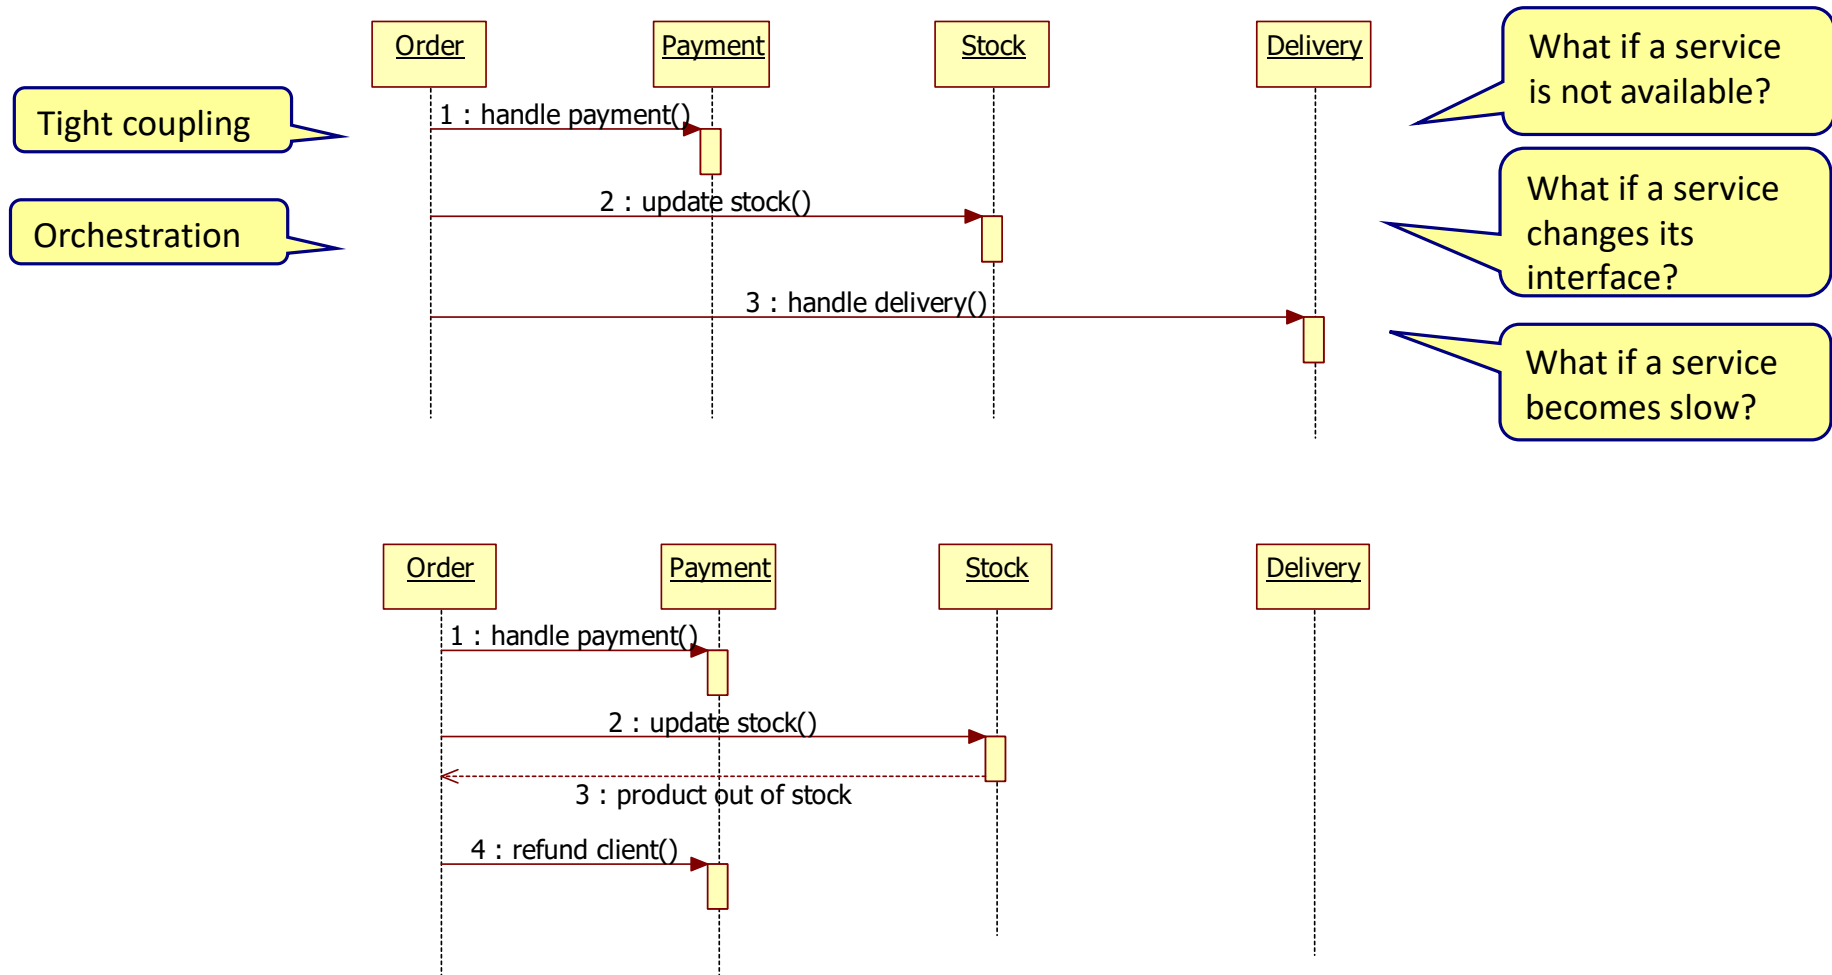 Order
Payment
Stock
Delivery
What if a service
is not available?
Tight coupling
1 : handle payment()
What if a service
changes its
interface?
Orchestration
2 : update stock()
3 : handle delivery()
What if a service
becomes slow?
Order
Payment
Stock
Delivery
1 : handle payment()
2 : update stock()
3 : product out of stock
4 : refund client()